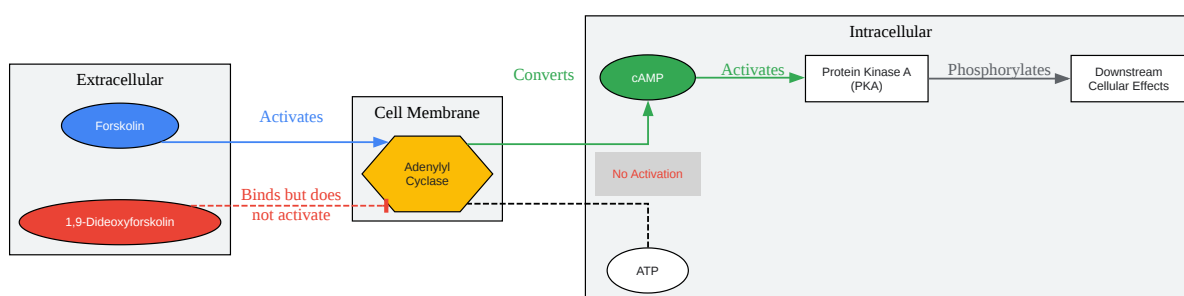 Extracellular
Forskolin
1,9-Dideoxyforskolin
Activates
Binds but does
not activate
Cell Membrane
Adenylyl
Cyclase
Converts
Intracellular
cAMP
Activates
Protein Kinase A
(PKA)
Phosphorylates
Downstream
Cellular Effects
No Activation
ATP